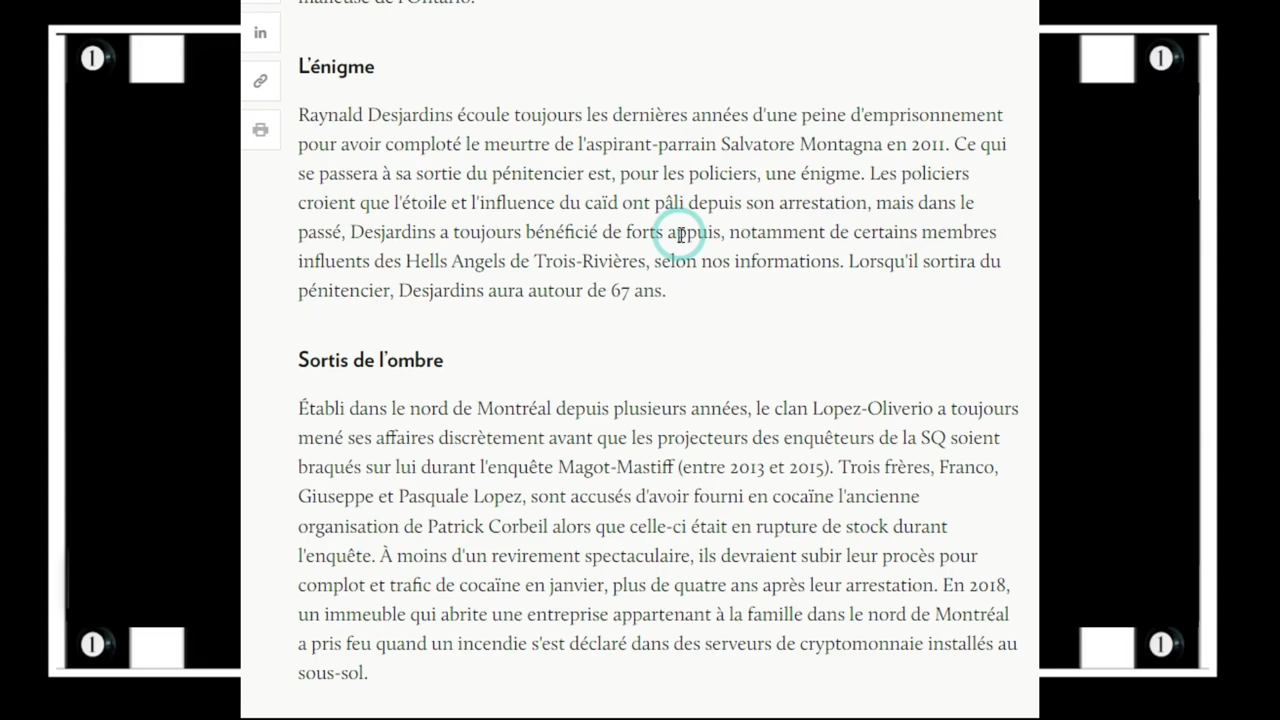 malteuse de l'Ontario.
1
1
in
L'énigme
Raynald Desjardins écoule toujours les dernières années d'une peine d'emprisonnement
pour avoir comploté le meurtre de l'aspirant-parrain Salvatore Montagna en 2011. Ce qui
se passera à sa sortie du pénitencier est, pour les policiers, une énigme. Les policiers
croient que l'étoile et l'influence du caïd ont pâli depuis son arrestation, mais dans le
passé, Desjardins a toujours bénéficié de forts appuis, notamment de certains membres
influents des Hells Angels de Trois-Rivières, selon nos informations. Lorsqu'il sortira du
pénitencier, Desjardins aura autour de 67 ans.
Sortis de l'ombre
Établi dans le nord de Montréal depuis plusieurs années, le clan Lopez-Oliverio a toujours
mené ses affaires discrètement avant que les projecteurs des enquêteurs de la SQ soient
braqués sur lui durant l'enquête Magot-Mastiff (entre 2013 et 2015). Trois frères, Franco,
Giuseppe et Pasquale Lopez, sont accusés d'avoir fourni en cocaïne l'ancienne
organisation de Patrick Corbeil alors que celle-ci était en rupture de stock durant
l'enquête. À moins d'un revirement spectaculaire, ils devraient subir leur procès pour
complot et trafic de cocaïne en janvier, plus de quatre ans après leur arrestation. En 2018,
un immeuble qui abrite une entreprise appartenant à la famille dans le nord de Montréal
a pris feu quand un incendie s'est déclaré dans des serveurs de cryptomonnaie installés au
sous-sol.
1
1